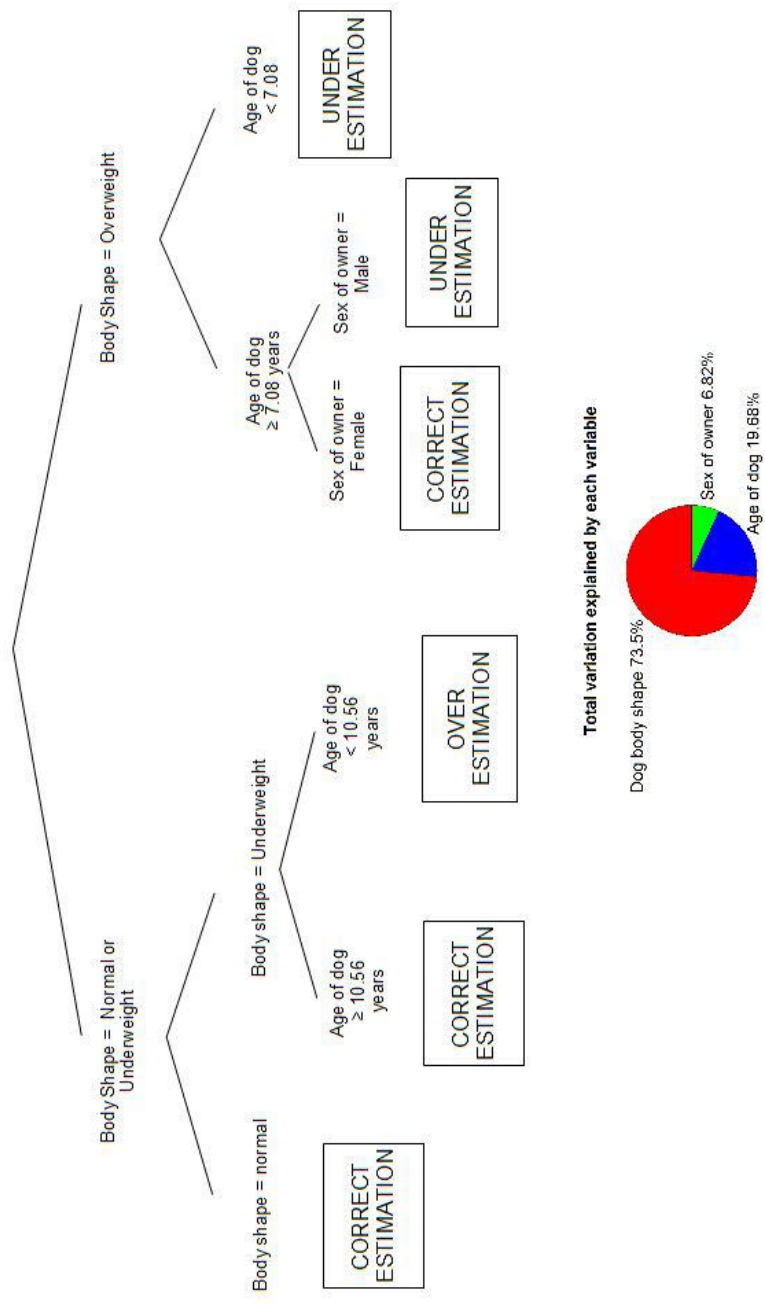 Body Shape = Normal or
Underweight
Body Shape = Overweight
Body shape = normal
Body shape = Underweight
Age of dog
≥ 7.08 years
Age of dog
< 7.08
CORRECT
ESTIMATION
Age of dog
≥ 10.56
years
Age of dog
< 10.56
years
Sex of owner =
Female
Sex of owner =
Male
UNDER
ESTIMATION
CORRECT
ESTIMATION
OVER
ESTIMATION
CORRECT
ESTIMATION
UNDER
ESTIMATION
Total variation explained by each variable
Dog body shape 73.5%
Sex of owner 6.82%
Age of dog 19.68%